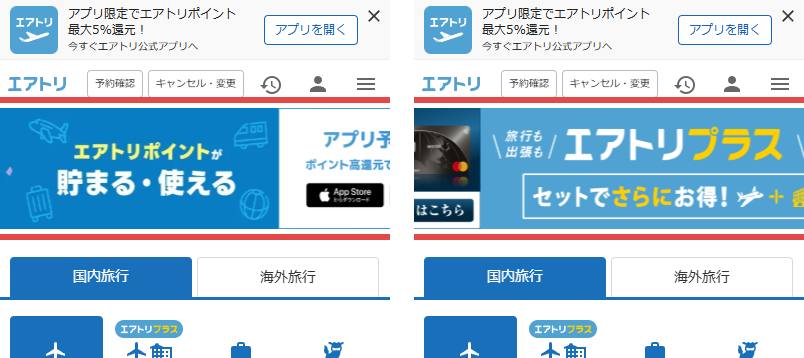 エアトリ
アプリ限定でエアトリポイント
最大5%還元！
今すぐエアトリ公式アプリへ
アプリを開く
エアトリ
予約確認
キャンセル・変更
エアトリポイントが
貯まる・使える
アプリ予
ポイント高還元で
App Store
からダウンロード
国内旅行
海外旅行
エアトリプラス
エアトリ
アプリ限定でエアトリポイント
最大5%還元！
今すぐエアトリ公式アプリへ
アプリを開く
エアトリ
予約確認
キャンセル・変更
はこちら
旅行も
出張も
エアトリプラス
セットでさらにお得！
国内旅行
海外旅行
エアトリプラス